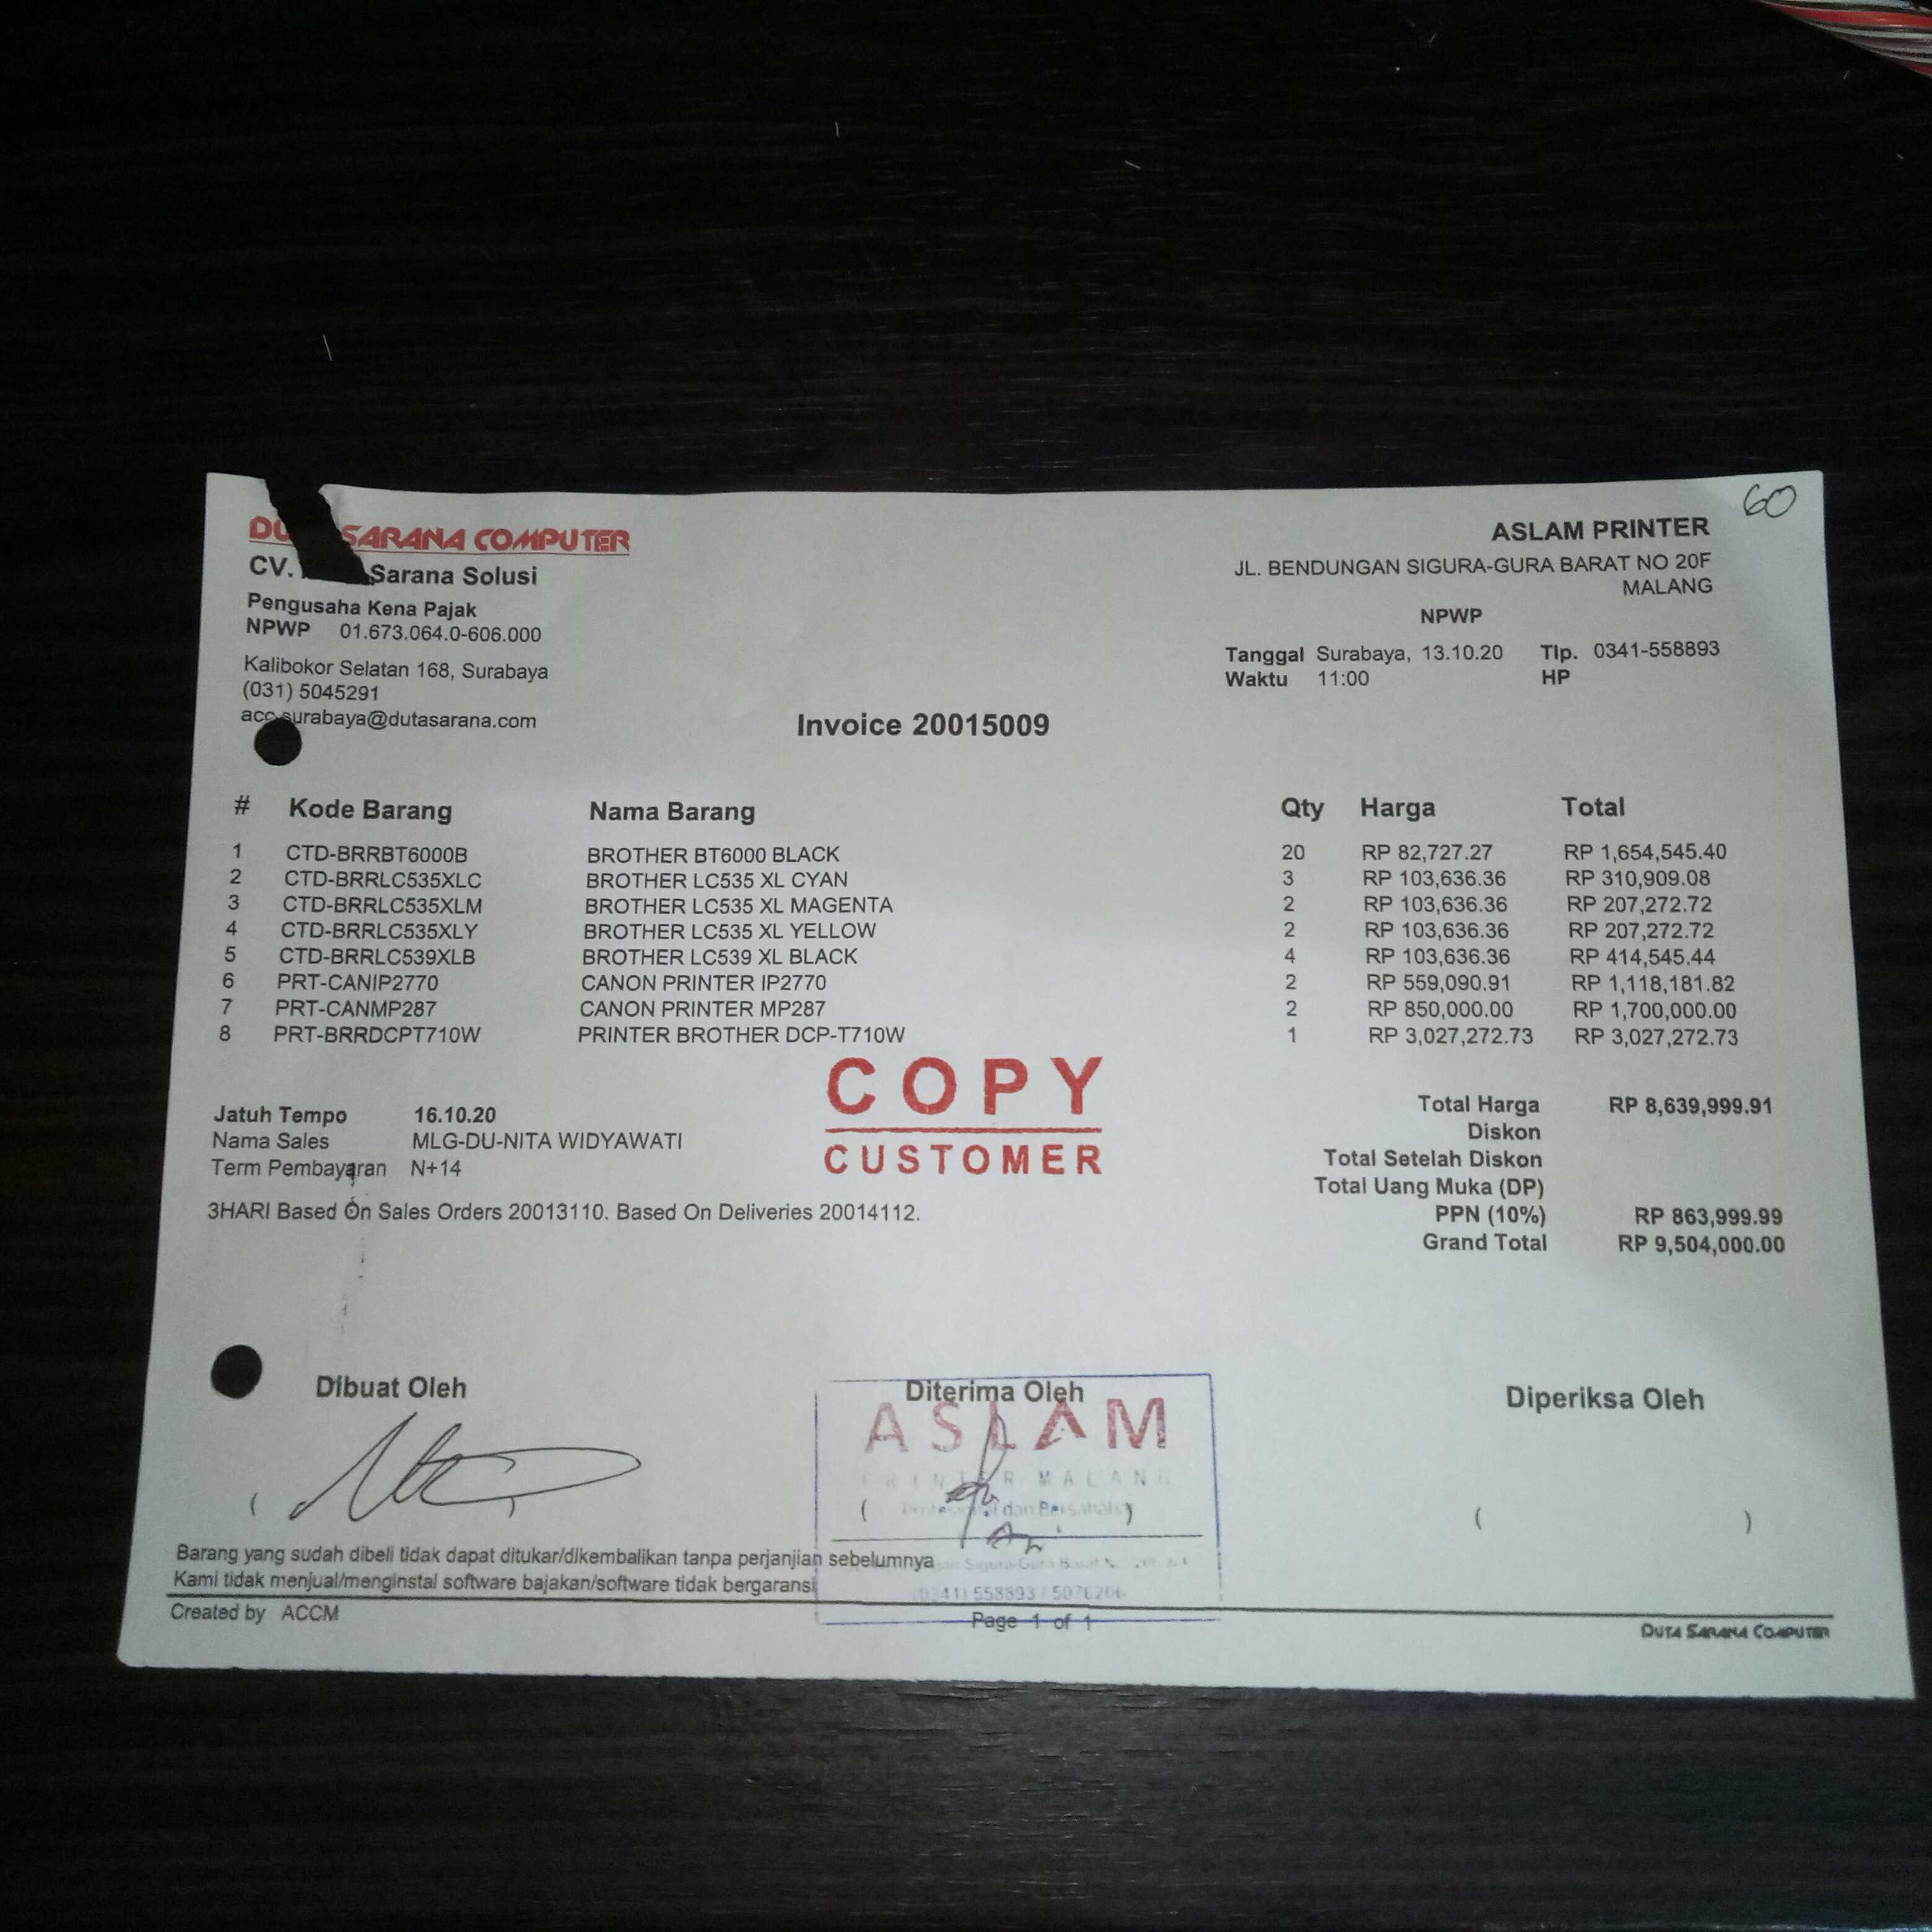 60
SARANA COMPUTER
CV. Sarana Solusi
Pengusaha Kena Pajak
NPWP 01.673.064.0-606.000
Kalibokor Selatan 168, Surabaya
(031) 5045291
acc.surabaya@dutasarana.com
ASLAM PRINTER
JL. BENDUNGAN SIGURA-GURA BARAT NO 20F
MALANG
NPWP
Tanggal Surabaya, 13.10.20 Tlp. 0341-558893
Waktu 11:00 HP
Invoice 20015009
# Kode Barang Nama Barang Qty Harga Total
1 CTD-BRRBT6000B BROTHER BT6000 BLACK 20 RP 82,727.27 RP 1,654,545.40
2 CTD-BRRLC535XLC BROTHER LC535 XL CYAN 3 RP 103,636.36 RP 310,909.08
3 CTD-BRRLC535XLM BROTHER LC535 XL MAGENTA 2 RP 103,636.36 RP 207,272.72
4 CTD-BRRLC535XLY BROTHER LC535 XL YELLOW 2 RP 103,636.36 RP 207,272.72
5 CTD-BRRLC539XLB BROTHER LC539 XL BLACK 4 RP 103,636.36 RP 414,545.44
6 PRT-CANIP2770 CANON PRINTER IP2770 2 RP 559,090.91 RP 1,118,181.82
7 PRT-CANMP287 CANON PRINTER MP287 2 RP 850,000.00 RP 1,700,000.00
8 PRT-BRRDCPT710W PRINTER BROTHER DCP-T710W 1 RP 3,027,272.73 RP 3,027,272.73
COPY
CUSTOMER
Jatuh Tempo 16.10.20
Nama Sales MLG-DU-NITA WIDYAWATI
Term Pembayaran N+14
3HARI Based On Sales Orders 20013110. Based On Deliveries 20014112.
Total Harga RP 8,639,999.91
Diskon
Total Setelah Diskon
Total Uang Muka (DP)
PPN (10%) RP 863,999.99
Grand Total RP 9,504,000.00
Dibuat Oleh
Diterima Oleh
Diperiksa Oleh
ASLAM
PRINTER MALANG
Profesional dan Bersahabat
(0341) 558893 /
Barang yang sudah dibeli tidak dapat ditukar/dikembalikan tanpa perjanjian sebelumnya
Kami tidak menjual/menginstal software bajakan/software tidak bergaransi
Created by ACCM
Page 1 of 1
DUTA SARANA COMPUTER